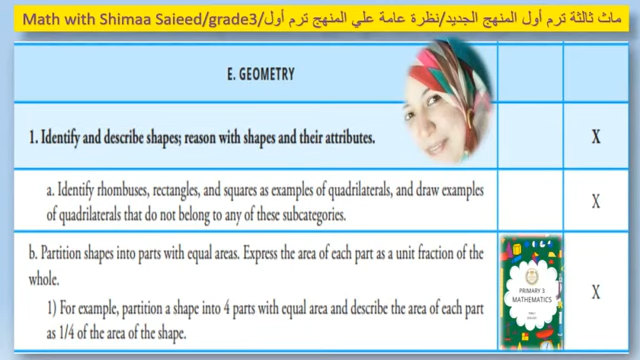 Math with Shimaa Saieed/grade3/ماث ثالثة ترم أول المنهج الجديد/نظرة عامة علي المنهج ترم أول
E. GEOMETRY
1. Identify and describe shapes; reason with shapes and their attributes.
X
a. Identify rhombuses, rectangles, and squares as examples of quadrilaterals, and draw examples
of quadrilaterals that do not belong to any of these subcategories.
X
b. Partition shapes into parts with equal areas. Express the area of each part as a unit fraction of the
whole.
1) For example, partition a shape into 4 parts with equal area and describe the area of each part
as 1/4 of the area of the shape.
PRIMARY 3
MATHEMATICS
X